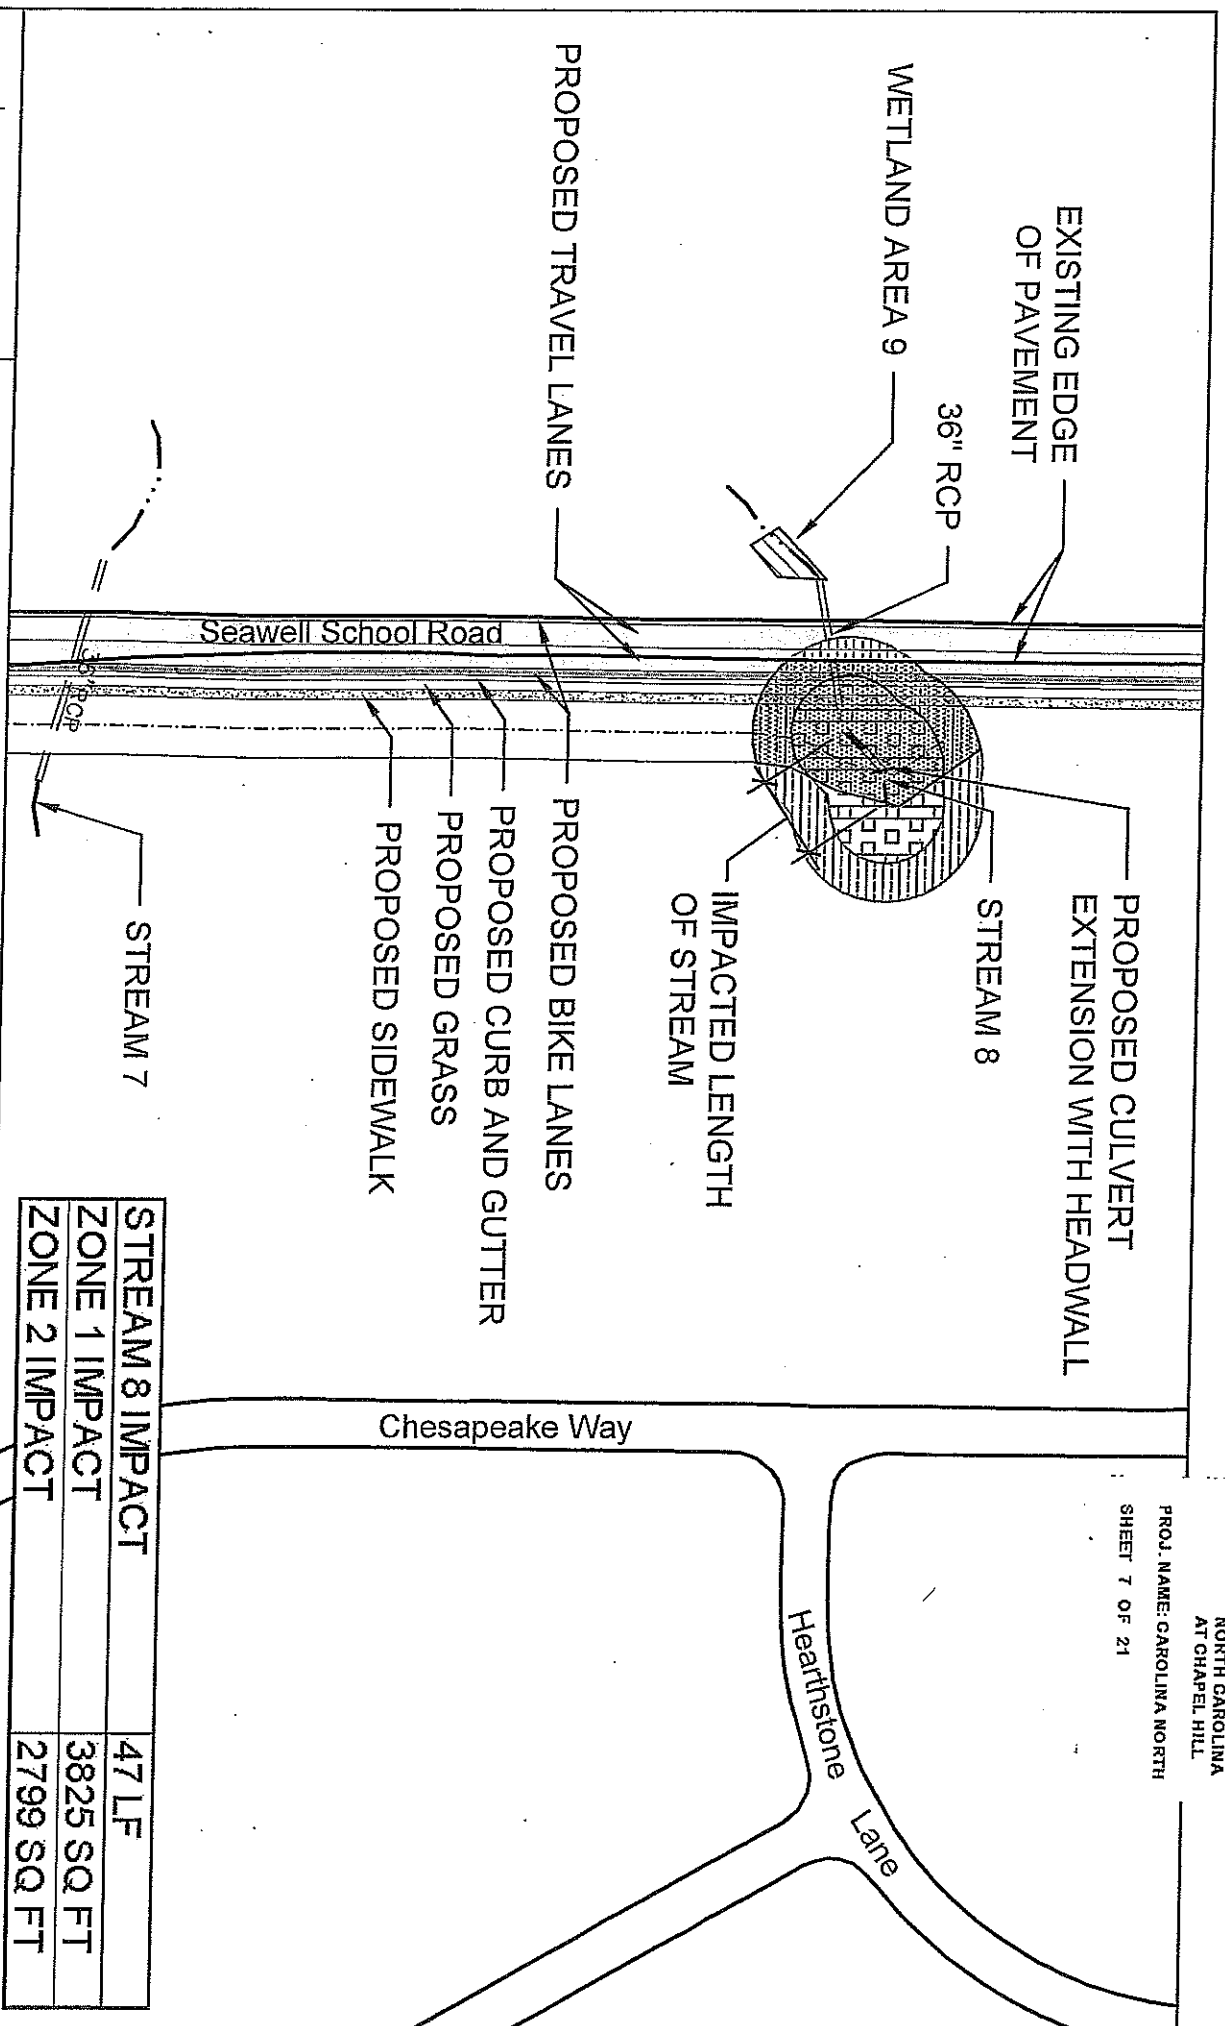 NORTH CAROLINA
AT CHAPEL HILL
PROJ. NAME: CAROLINA NORTH
SHEET 7 OF 21
EXISTING EDGE
OF PAVEMENT
36" RCP
WETLAND AREA 9
PROPOSED TRAVEL LANES
PROPOSED CULVERT
EXTENSION WITH HEADWALL
STREAM 8
IMPACTED LENGTH
OF STREAM
PROPOSED BIKE LANES
PROPOSED CURB AND GUTTER
PROPOSED GRASS
PROPOSED SIDEWALK
STREAM 7
Seawell School Road
36" RCP
Chesapeake Way
Hearthstone
Lane
STREAM 8 IMPACT 47 LF
ZONE 1 IMPACT 3825 SQ FT
ZONE 2 IMPACT 2799 SQ FT